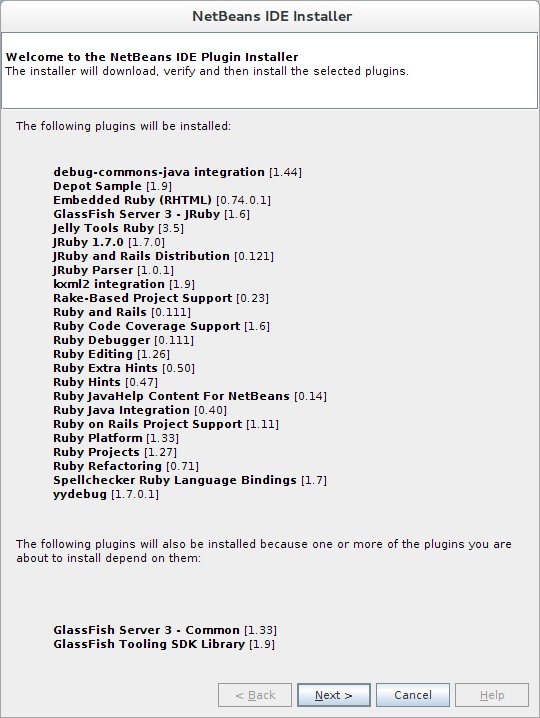 NetBeans IDE Installer
Welcome to the NetBeans IDE Plugin Installer
The installer will download, verify and then install the selected plugins.
The following plugins will be installed:
debug-commons-java integration [1.44]
Depot Sample [1.9]
Embedded Ruby (RHTML) [0.74.0.1]
GlassFish Server 3 - JRuby [1.6]
Jelly Tools Ruby [3.5]
JRuby 1.7.0 [1.7.0]
JRuby and Rails Distribution [0.121]
JRuby Parser [1.0.1]
kxml2 integration [1.9]
Rake-Based Project Support [0.23]
Ruby and Rails [0.111]
Ruby Code Coverage Support [1.6]
Ruby Debugger [0.111]
Ruby Editing [1.26]
Ruby Extra Hints [0.50]
Ruby Hints [0.47]
Ruby JavaHelp Content For NetBeans [0.14]
Ruby Java Integration [0.40]
Ruby on Rails Project Support [1.11]
Ruby Platform [1.33]
Ruby Projects [1.27]
Ruby Refactoring [0.71]
Spellchecker Ruby Language Bindings [1.7]
yydebug [1.7.0.1]
The following plugins will also be installed because one or more of the plugins you are
about to install depend on them:
GlassFish Server 3 - Common [1.33]
GlassFish Tooling SDK Library [1.9]
< Back Next > Cancel Help